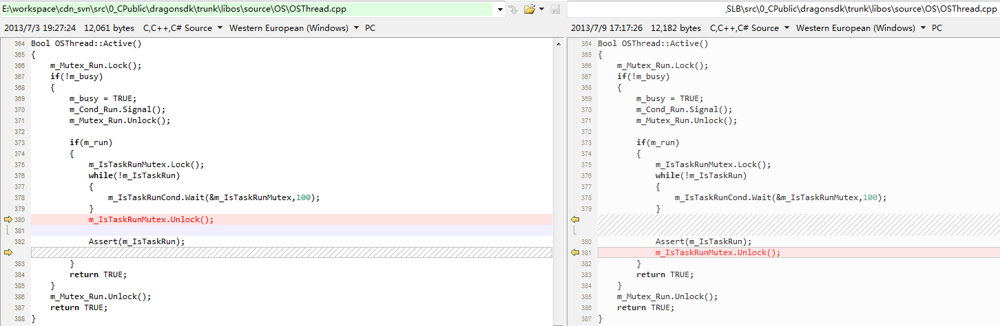 E:\workspace\cdn_svn\src\0_CPublic\dragonsdk\trunk\libos\source\OS\OSThread.cpp
2013/7/3 19:27:24 12,061 bytes C,C++,C# Source Western European (Windows) PC
364 Bool OSThread::Active()
365 {
366 m_Mutex_Run.Lock();
367 if(!m_busy)
368 {
369 m_busy = TRUE;
370 m_Cond_Run.Signal();
371 m_Mutex_Run.Unlock();
372
373 if(m_run)
374 {
375 m_IsTaskRunMutex.Lock();
376 while(!m_IsTaskRun)
377 {
378 m_IsTaskRunCond.Wait(&m_IsTaskRunMutex,100);
379 }
380 m_IsTaskRunMutex.Unlock();
381
382 Assert(m_IsTaskRun);
383 }
384 return TRUE;
385 }
386 m_Mutex_Run.Unlock();
387 return TRUE;
388 }
SLB\src\0_CPublic\dragonsdk\trunk\libos\source\OS\OSThread.cpp
2013/7/9 17:17:26 12,182 bytes C,C++,C# Source Western European (Windows) PC
364 Bool OSThread::Active()
365 {
366 m_Mutex_Run.Lock();
367 if(!m_busy)
368 {
369 m_busy = TRUE;
370 m_Cond_Run.Signal();
371 m_Mutex_Run.Unlock();
372
373 if(m_run)
374 {
375 m_IsTaskRunMutex.Lock();
376 while(!m_IsTaskRun)
377 {
378 m_IsTaskRunCond.Wait(&m_IsTaskRunMutex,100);
379 }
380 Assert(m_IsTaskRun);
381 m_IsTaskRunMutex.Unlock();
382 }
383 return TRUE;
384 }
385 m_Mutex_Run.Unlock();
386 return TRUE;
387 }